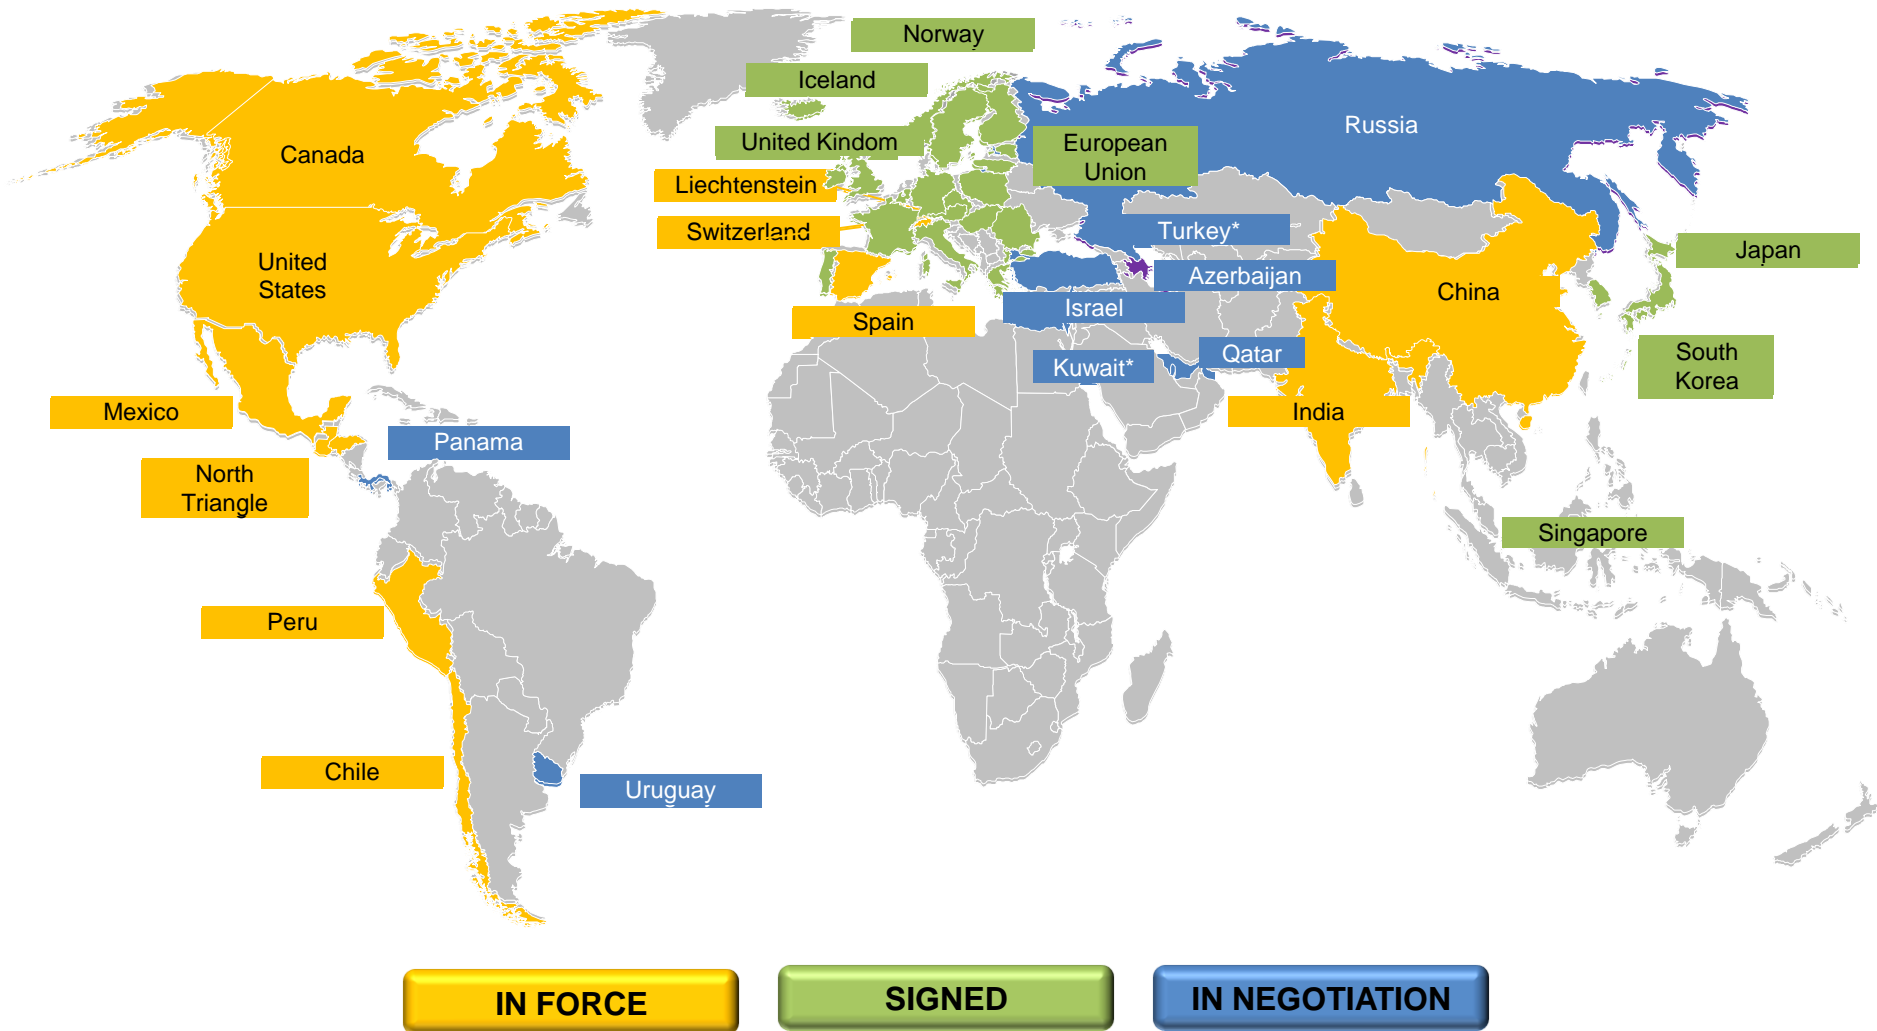 Norway
Iceland
United Kindom
European
Union
Russia
Canada
Liechtenstein
Switzerland
Turkey*
Japan
United
States
Azerbaijan
China
Israel
Spain
Kuwait*
Qatar
South
Korea
Mexico
India
Panama
North
Triangle
Singapore
Peru
Chile
Uruguay
IN FORCE
SIGNED
IN NEGOTIATION